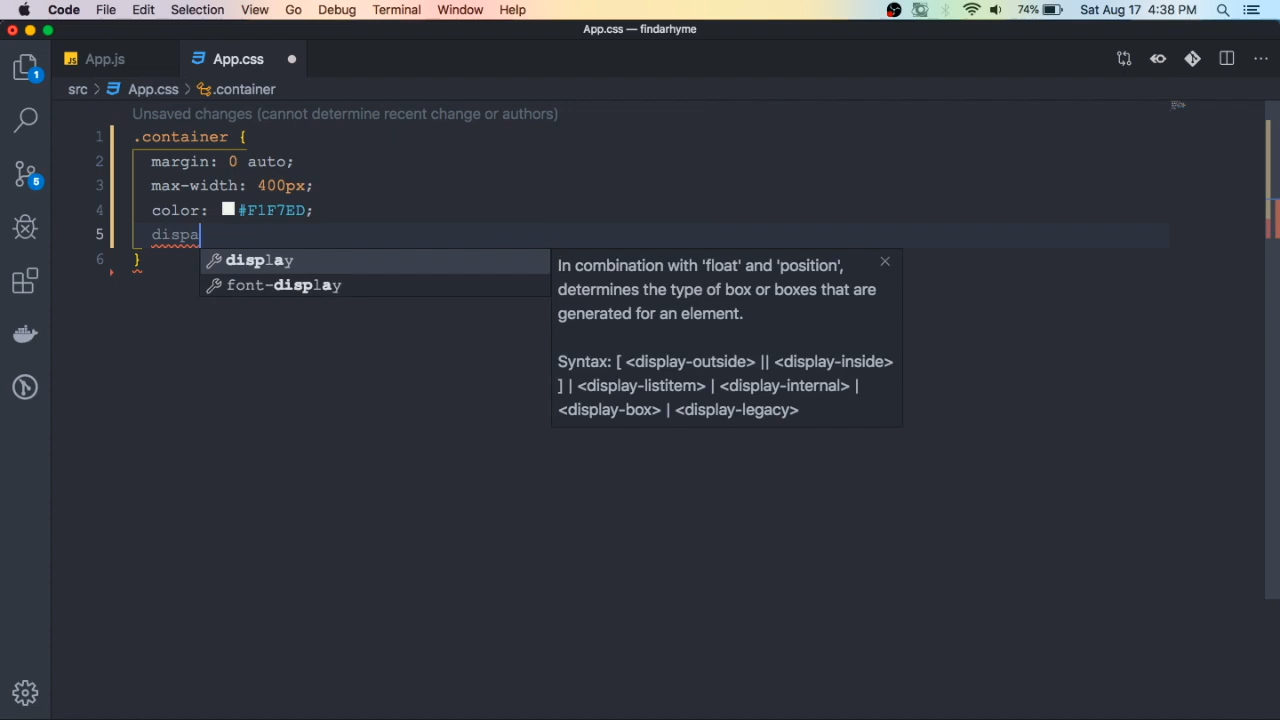 Code File Edit Selection View Go Debug Terminal Window Help 74% Sat Aug 17 4:38 PM
App.css — findarhyme
1 JS App.js App.css
src > App.css > .container
Unsaved changes (cannot determine recent change or authors)
1 .container {
2 margin: 0 auto;
3 max-width: 400px;
4 color: #F1F7ED;
5 dispa
6 }
5
display
font-display
In combination with 'float' and 'position',
determines the type of box or boxes that are
generated for an element.
Syntax: [ <display-outside> || <display-inside>
] | <display-listitem> | <display-internal> |
<display-box> | <display-legacy>